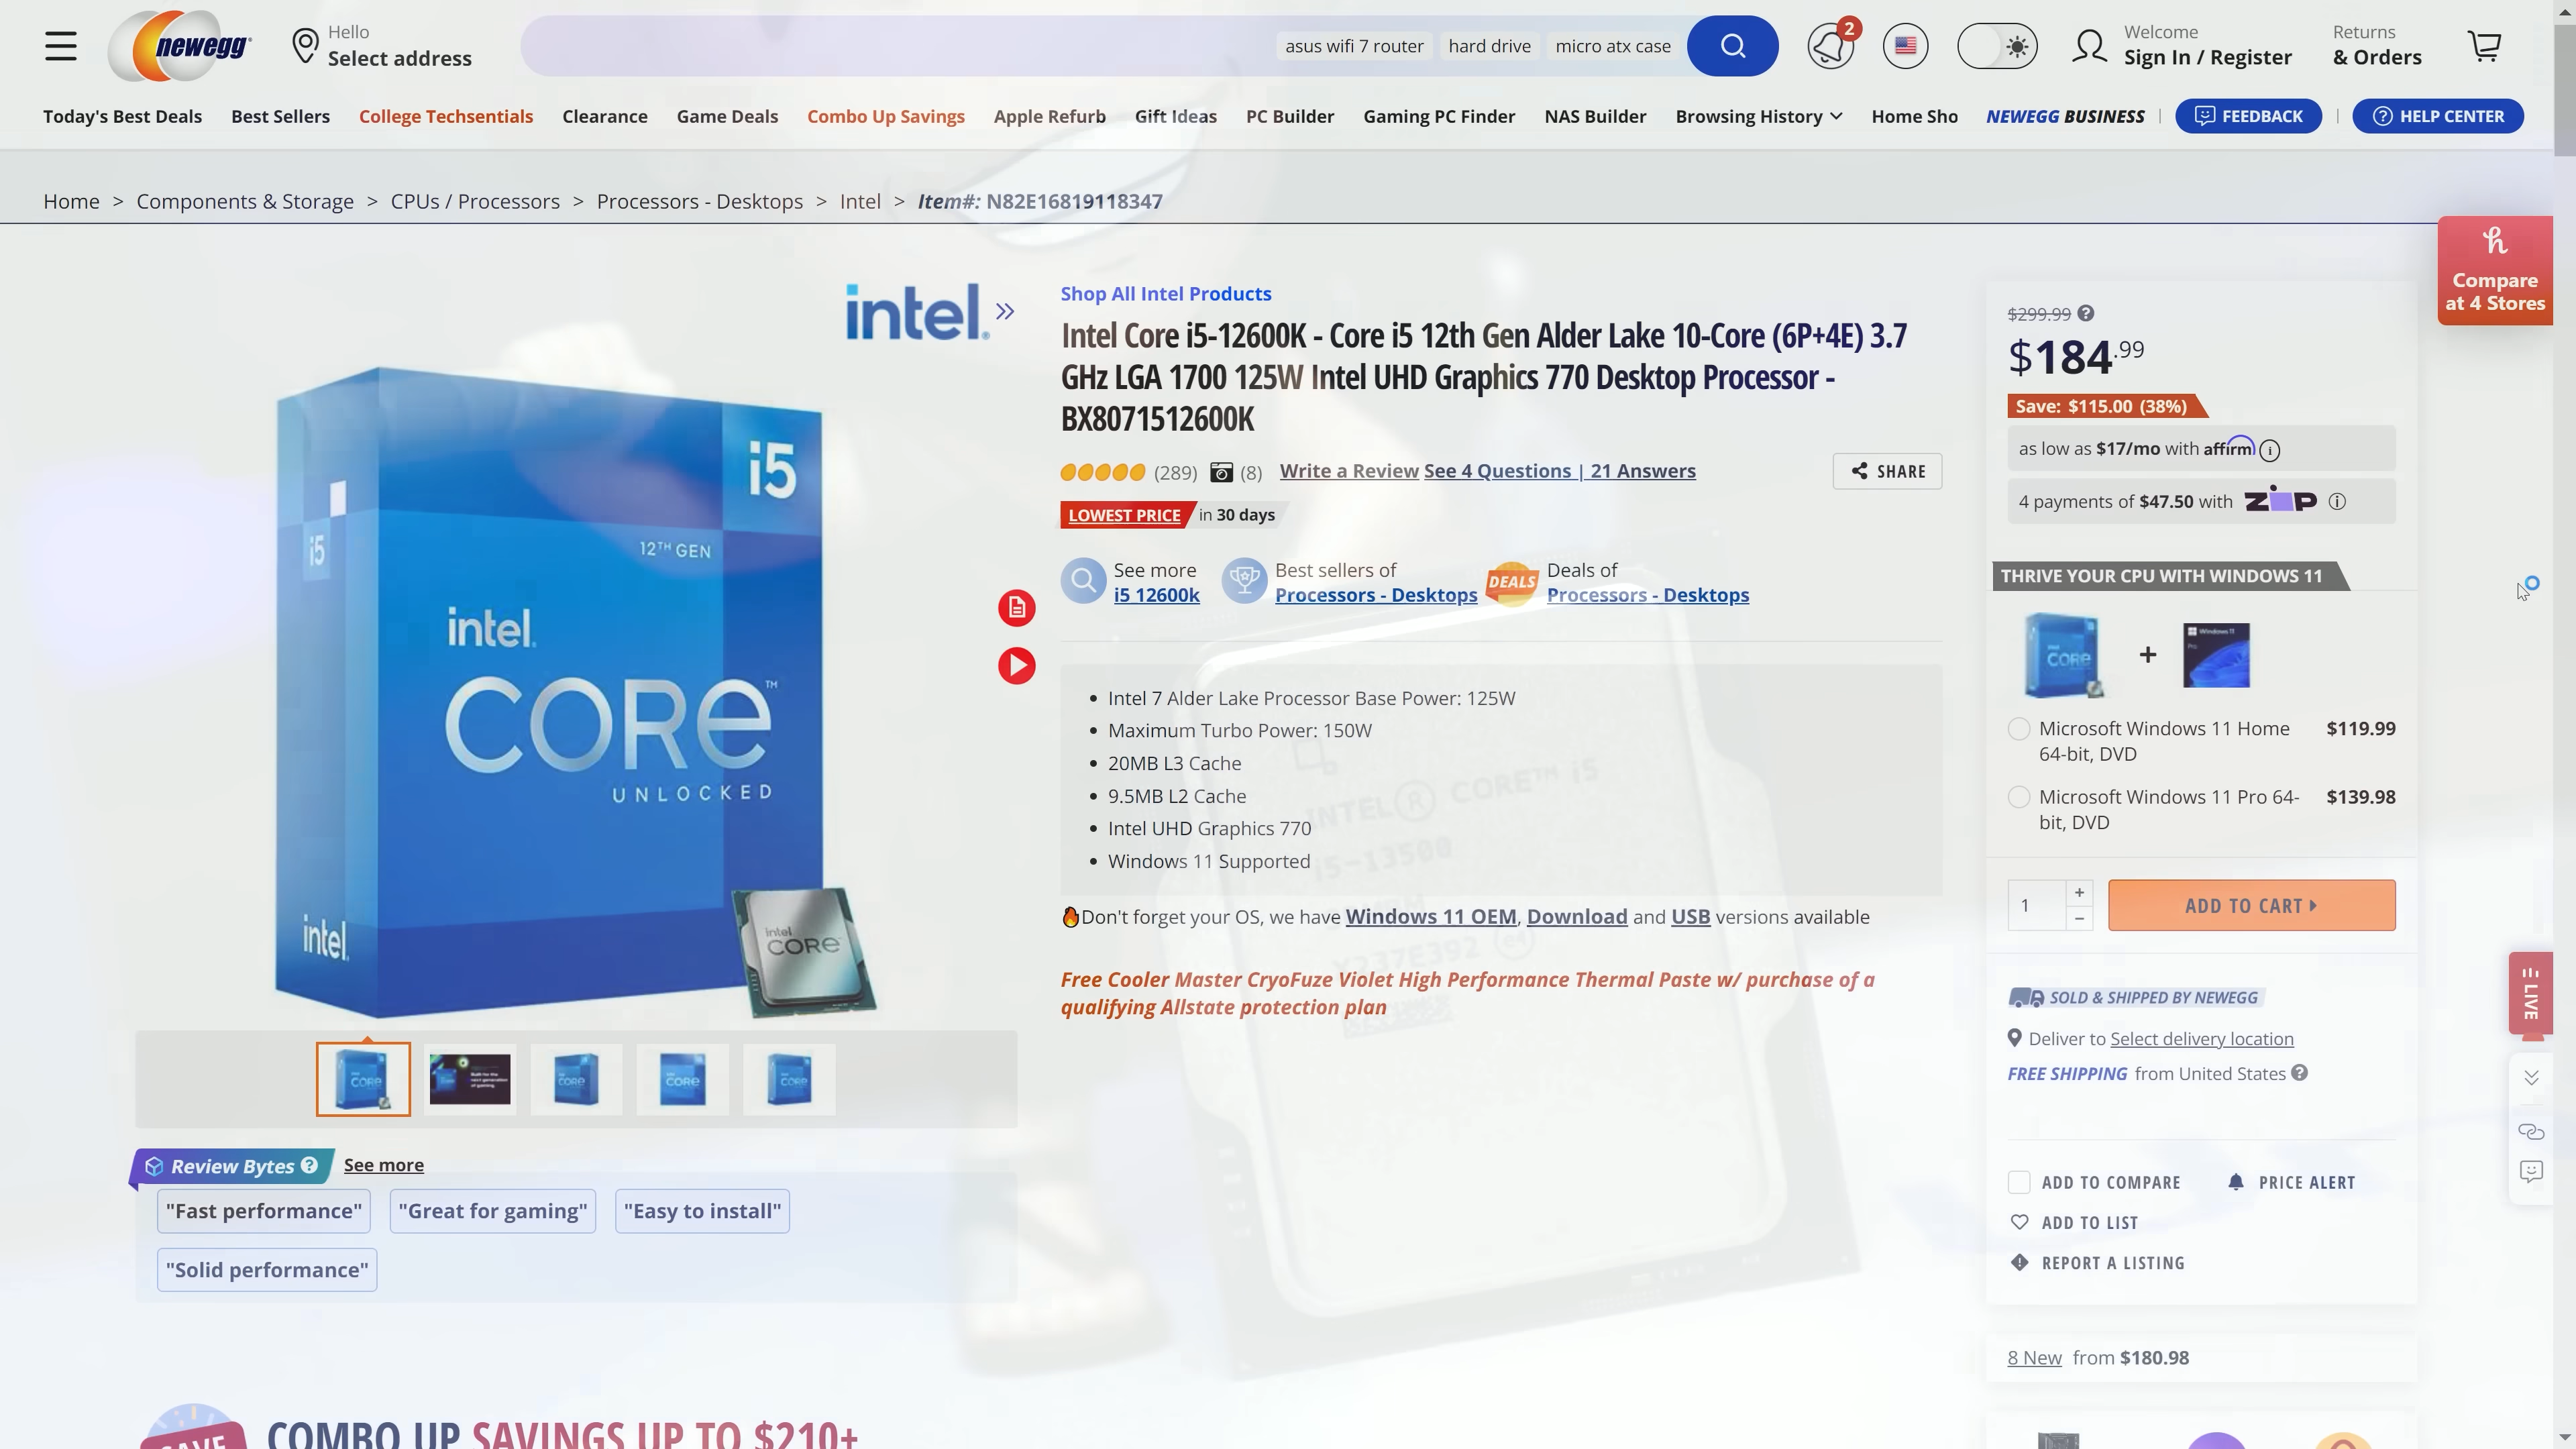 newegg
Hello
Select address
asus wifi 7 router
hard drive
micro atx case
2
Welcome
Sign In / Register
Returns
& Orders
Today's Best Deals
Best Sellers
College Techsentials
Clearance
Game Deals
Combo Up Savings
Apple Refurb
Gift Ideas
PC Builder
Gaming PC Finder
NAS Builder
Browsing History
Home Sho
NEWEGG BUSINESS
FEEDBACK
HELP CENTER
Home > Components & Storage > CPUs / Processors > Processors - Desktops > Intel > Item#: N82E16819118347
h
Compare
at 4 Stores
intel.
Shop All Intel Products
Intel Core i5-12600K - Core i5 12th Gen Alder Lake 10-Core (6P+4E) 3.7
GHz LGA 1700 125W Intel UHD Graphics 770 Desktop Processor -
BX8071512600K
(289) (8) Write a Review See 4 Questions | 21 Answers
SHARE
LOWEST PRICE in 30 days
See more
i5 12600k
Best sellers of
Processors - Desktops
DEALS
Deals of
Processors - Desktops
• Intel 7 Alder Lake Processor Base Power: 125W
• Maximum Turbo Power: 150W
• 20MB L3 Cache
• 9.5MB L2 Cache
• Intel UHD Graphics 770
• Windows 11 Supported
Don't forget your OS, we have Windows 11 OEM, Download and USB versions available
Free Cooler Master CryoFuze Violet High Performance Thermal Paste w/ purchase of a
qualifying Allstate protection plan
INTEL® CORE™ i5
i5-13500
i5
i5
12TH GEN
intel.
CORE™
UNLOCKED
intel.
intel
CORE
Review Bytes
See more
"Fast performance"
"Great for gaming"
"Easy to install"
"Solid performance"
COMBO UP SAVINGS UP TO $210+
SAVE
$299.99
$184.99
Save: $115.00 (38%)
as low as $17/mo with affirm
4 payments of $47.50 with ZIP
THRIVE YOUR CPU WITH WINDOWS 11
CORE
+
Windows 11
Pro
Microsoft Windows 11 Home
64-bit, DVD
$119.99
Microsoft Windows 11 Pro 64-
bit, DVD
$139.98
1
+
−
ADD TO CART
SOLD & SHIPPED BY NEWEGG
Deliver to Select delivery location
FREE SHIPPING from United States
ADD TO COMPARE
PRICE ALERT
ADD TO LIST
REPORT A LISTING
8 New from $180.98
LIVE